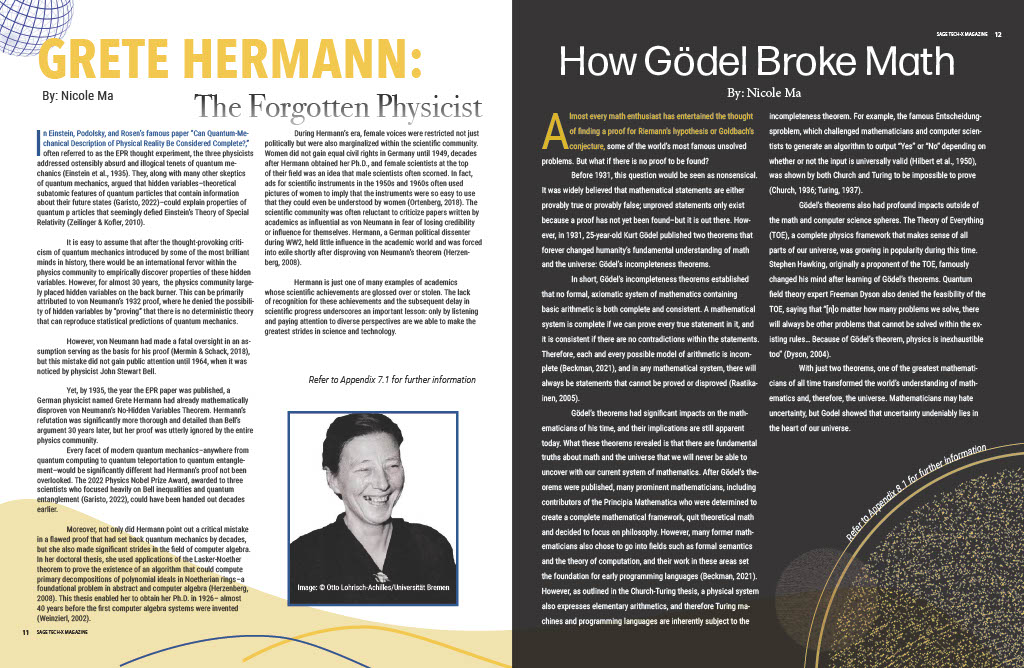 GRETE HERMANN:
By: Nicole Ma
The Forgotten Physicist
In Einstein, Podolsky, and Rosen's famous paper "Can Quantum-Me-
chanical Description of Physical Reality Be Considered Complete?,"
often referred to as the EPR thought experiment, the three physicists
addressed ostensibly absurd and illogical tenets of quantum me-
chanics (Einstein et al., 1935). They, along with many other skeptics
of quantum mechanics, argued that hidden variables–theoretical
subatomic features of quantum particles that contain information
about their future states (Garisto, 2022)–could explain properties of
quantum p articles that seemingly defied Einstein's Theory of Special
Relativity (Zeilinger & Kofler, 2010).
It is easy to assume that after the thought-provoking criti-
cism of quantum mechanics introduced by some of the most brilliant
minds in history, there would be an international fervor within the
physics community to empirically discover properties of these hidden
variables. However, for almost 30 years, the physics community large-
ly placed hidden variables on the back burner. This can be primarily
attributed to von Neumann's 1932 proof, where he denied the possibili-
ty of hidden variables by "proving" that there is no deterministic theory
that can reproduce statistical predictions of quantum mechanics.
However, von Neumann had made a fatal oversight in an as-
sumption serving as the basis for his proof (Mermin & Schack, 2018),
but this mistake did not gain public attention until 1964, when it was
noticed by physicist John Stewart Bell.
Yet, by 1935, the year the EPR paper was published, a
German physicist named Grete Hermann had already mathematically
disproven von Neumann's No-Hidden Variables Theorem. Hermann's
refutation was significantly more thorough and detailed than Bell's
argument 30 years later, but her proof was utterly ignored by the entire
physics community.
Every facet of modern quantum mechanics–anywhere from
quantum computing to quantum teleportation to quantum entangle-
ment–would be significantly different had Hermann's proof not been
overlooked. The 2022 Physics Nobel Prize Award, awarded to three
scientists who focused heavily on Bell inequalities and quantum
entanglement (Garisto, 2022), could have been handed out decades
earlier.
Moreover, not only did Hermann point out a critical mistake
in a flawed proof that had set back quantum mechanics by decades,
but she also made significant strides in the field of computer algebra.
In her doctoral thesis, she used applications of the Lasker-Noether
theorem to prove the existence of an algorithm that could compute
primary decompositions of polynomial ideals in Noetherian rings–a
foundational problem in abstract and computer algebra (Herzenberg,
2008). This thesis enabled her to obtain her Ph.D. in 1926– almost
40 years before the first computer algebra systems were invented
(Weinzierl, 2002).
During Hermann's era, female voices were restricted not just
politically but were also marginalized within the scientific community.
Women did not gain equal civil rights in Germany until 1949, decades
after Hermann obtained her Ph.D., and female scientists at the top
of their field was an idea that male scientists often scorned. In fact,
ads for scientific instruments in the 1950s and 1960s often used
pictures of women to imply that the instruments were so easy to use
that they could even be understood by women (Ortenberg, 2018). The
scientific community was often reluctant to criticize papers written by
academics as influential as von Neumann in fear of losing credibility
or influence for themselves. Hermann, a German political dissenter
during WW2, held little influence in the academic world and was forced
into exile shortly after disproving von Neumann's theorem (Herzen-
berg, 2008).
Hermann is just one of many examples of academics
whose scientific achievements are glossed over or stolen. The lack
of recognition for these achievements and the subsequent delay in
scientific progress underscores an important lesson: only by listening
and paying attention to diverse perspectives are we able to make the
greatest strides in science and technology.
Refer to Appendix 7.1 for further information
Image: © Otto Lohrisch-Achilles/Universität Bremen
11 SAGE TECH-X MAGAZINE
SAGE TECH-X MAGAZINE 12
How Gödel Broke Math
By: Nicole Ma
Almost every math enthusiast has entertained the thought
of finding a proof for Riemann's hypothesis or Goldbach's
conjecture, some of the world's most famous unsolved
problems. But what if there is no proof to be found?
Before 1931, this question would be seen as nonsensical.
It was widely believed that mathematical statements are either
provably true or provably false; unproved statements only exist
because a proof has not yet been found–but it is out there. How-
ever, in 1931, 25-year-old Kurt Gödel published two theorems that
forever changed humanity's fundamental understanding of math
and the universe: Gödel's incompleteness theorems.
In short, Gödel's incompleteness theorems established
that no formal, axiomatic system of mathematics containing
basic arithmetic is both complete and consistent. A mathematical
system is complete if we can prove every true statement in it, and
it is consistent if there are no contradictions within the statements.
Therefore, each and every possible model of arithmetic is incom-
plete (Beckman, 2021), and in any mathematical system, there will
always be statements that cannot be proved or disproved (Raatika-
inen, 2005).
Gödel's theorems had significant impacts on the math-
ematicians of his time, and their implications are still apparent
today. What these theorems revealed is that there are fundamental
truths about math and the universe that we will never be able to
uncover with our current system of mathematics. After Gödel's the-
orems were published, many prominent mathematicians, including
contributors of the Principia Mathematica who were determined to
create a complete mathematical framework, quit theoretical math
and decided to focus on philosophy. However, many former math-
ematicians also chose to go into fields such as formal semantics
and the theory of computation, and their work in these areas set
the foundation for early programming languages (Beckman, 2021).
However, as outlined in the Church-Turing thesis, a physical system
also expresses elementary arithmetics, and therefore Turing ma-
chines and programming languages are inherently subject to the
incompleteness theorem. For example, the famous Entscheidung-
sproblem, which challenged mathematicians and computer scien-
tists to generate an algorithm to output "Yes" or "No" depending on
whether or not the input is universally valid (Hilbert et al., 1950),
was shown by both Church and Turing to be impossible to prove
(Church, 1936; Turing, 1937).
Gödel's theorems also had profound impacts outside of
the math and computer science spheres. The Theory of Everything
(TOE), a complete physics framework that makes sense of all
parts of our universe, was growing in popularity during this time.
Stephen Hawking, originally a proponent of the TOE, famously
changed his mind after learning of Gödel's theorems. Quantum
field theory expert Freeman Dyson also denied the feasibility of the
TOE, saying that "[n]o matter how many problems we solve, there
will always be other problems that cannot be solved within the ex-
isting rules... Because of Gödel's theorem, physics is inexhaustible
too" (Dyson, 2004).
With just two theorems, one of the greatest mathemati-
cians of all time transformed the world's understanding of math-
ematics and, therefore, the universe. Mathematicians may hate
uncertainty, but Godel showed that uncertainty undeniably lies in
the heart of our universe.
Refer to Appendix 8.1 for further information